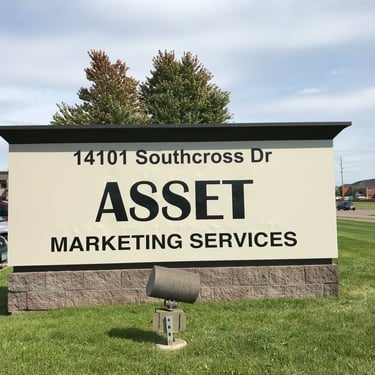 14101 Southcross Dr
ASSET
MARKETING SERVICES